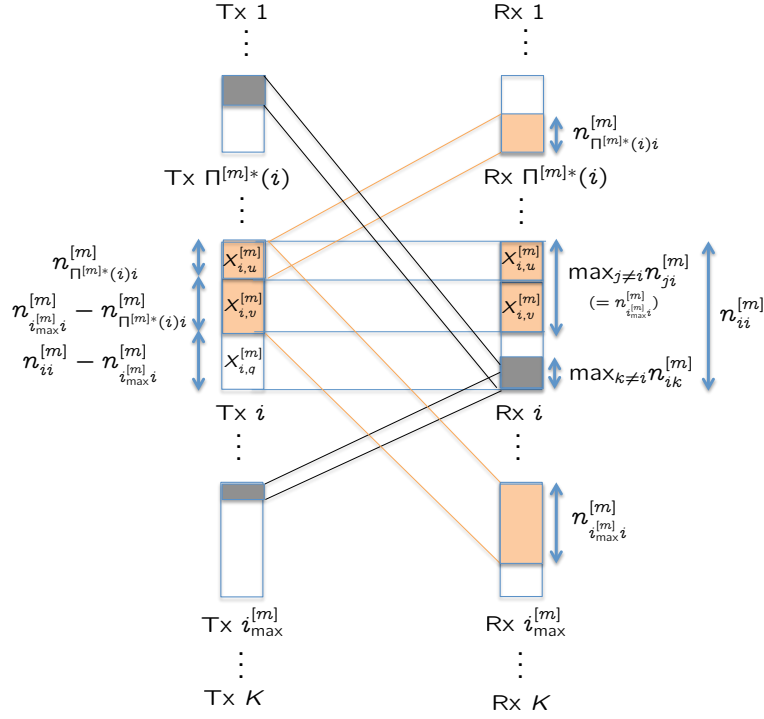 Tx 1
Rx 1
⋮
⋮
n^{[m]}_{Π^{[m]*}(i)i}
Tx Π^{[m]*}(i)
Rx Π^{[m]*}(i)
⋮
⋮
n^{[m]}_{Π^{[m]*}(i)i}
X^{[m]}_{i,u}
X^{[m]}_{i,u}
max_{j≠i} n^{[m]}_{ji}
(= n^{[m]}_{i^{[m]}_{max}i})
n^{[m]}_{ii}
n^{[m]}_{i^{[m]}_{max}i} − n^{[m]}_{Π^{[m]*}(i)i}
X^{[m]}_{i,v}
X^{[m]}_{i,v}
n^{[m]}_{ii} − n^{[m]}_{i^{[m]}_{max}i}
X^{[m]}_{i,q}
max_{k≠i} n^{[m]}_{ik}
Tx i
Rx i
⋮
⋮
n^{[m]}_{i^{[m]}_{max}i}
Tx i^{[m]}_{max}
Rx i^{[m]}_{max}
⋮
⋮
Tx K
Rx K